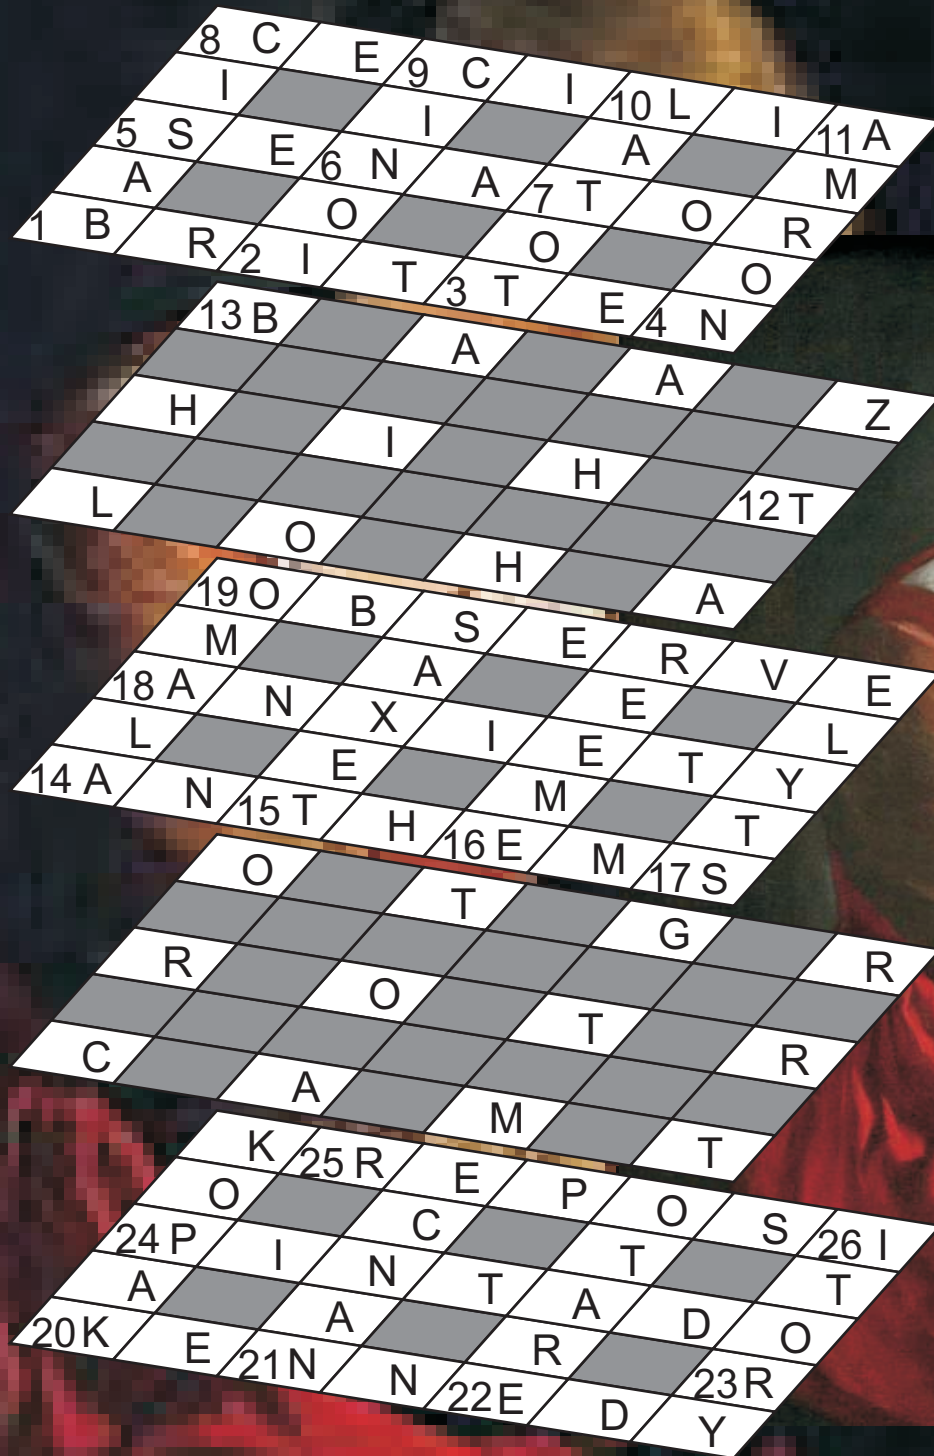 8 C E 9 C I 10 L I 11 A
I I A M
5 S E 6 N A 7 T O R
A O O O
1 B R 2 I T 3 T E 4 N
13 B A A Z
H I H 12 T
L O H A
19 O B S E R V E
M A E L
18 A N X I E T Y
L E M T
14 A N 15 T H 16 E M 17 S
O T G R
R O T R
C A M T
K 25 R E P O S 26 I
O C T T
24 P I N T A D O
A A R 23 R
20 K E 21 N N 22 E D Y